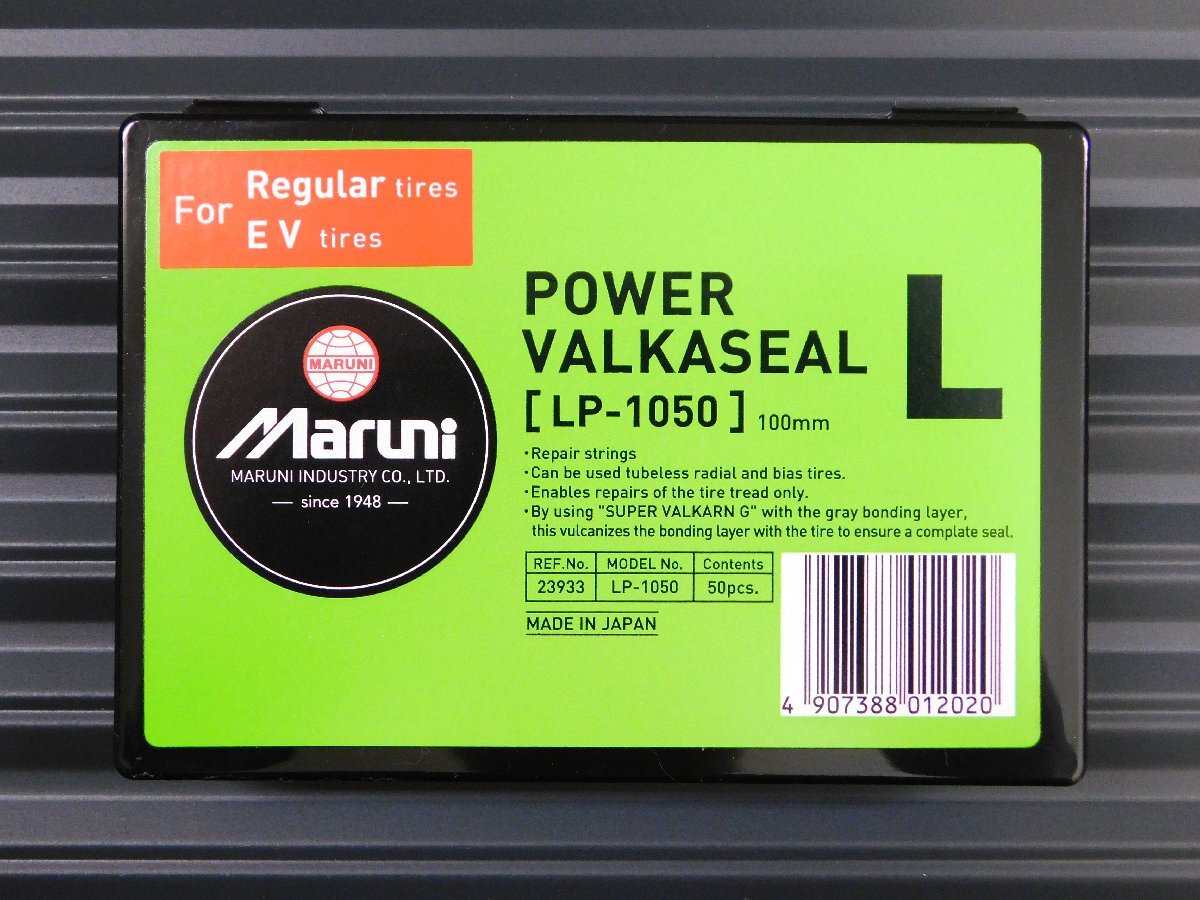 For Regular tires
EV tires
MARUNI
Maruni
MARUNI INDUSTRY CO., LTD.
since 1948
POWER
VALKASEAL
L
[ LP-1050 ] 100mm
・Repair strings
・Can be used tubeless radial and bias tires.
・Enables repairs of the tire tread only.
・By using "SUPER VALKARN G" with the gray bonding layer,
this vulcanizes the bonding layer with the tire to ensure a complate seal.
REF.No. MODEL No. Contents
23933 LP-1050 50pcs.
MADE IN JAPAN
4 907388 012020